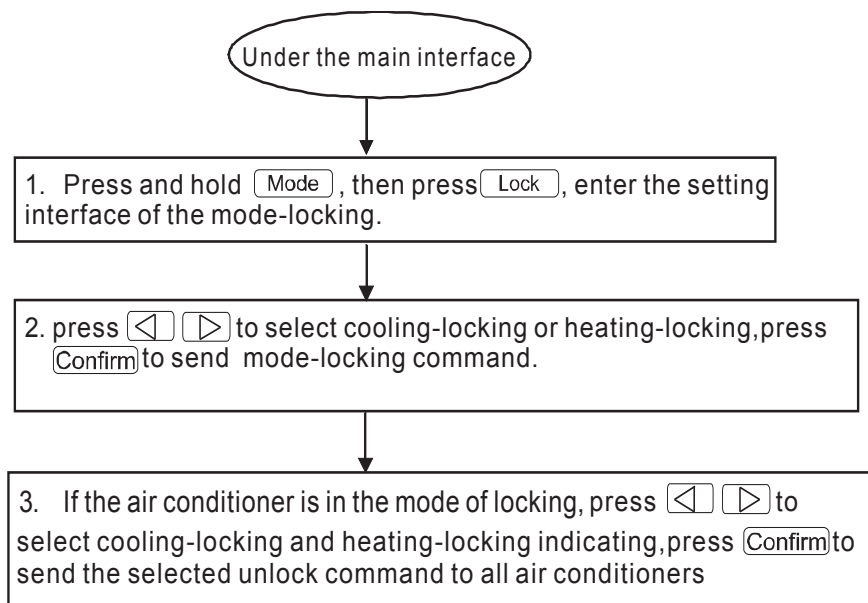 Under the main interface
1. Press and hold Mode , then press Lock , enter the setting
interface of the mode-locking.
2. press to select cooling-locking or heating-locking,press
Confirm to send mode-locking command.
3. If the air conditioner is in the mode of locking, press to
select cooling-locking and heating-locking indicating,press Confirm to
send the selected unlock command to all air conditioners